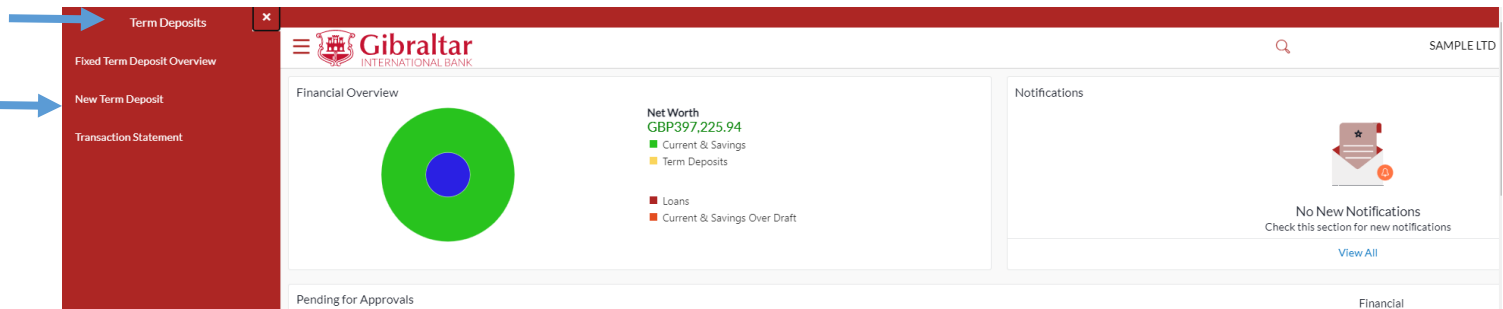 Term Deposits
×
Fixed Term Deposit Overview
New Term Deposit
Transaction Statement
Gibraltar
INTERNATIONAL BANK
SAMPLE LTD
Financial Overview
Net Worth
GBP397,225.94
Current & Savings
Term Deposits
Loans
Current & Savings Over Draft
Notifications
No New Notifications
Check this section for new notifications
View All
Pending for Approvals
Financial